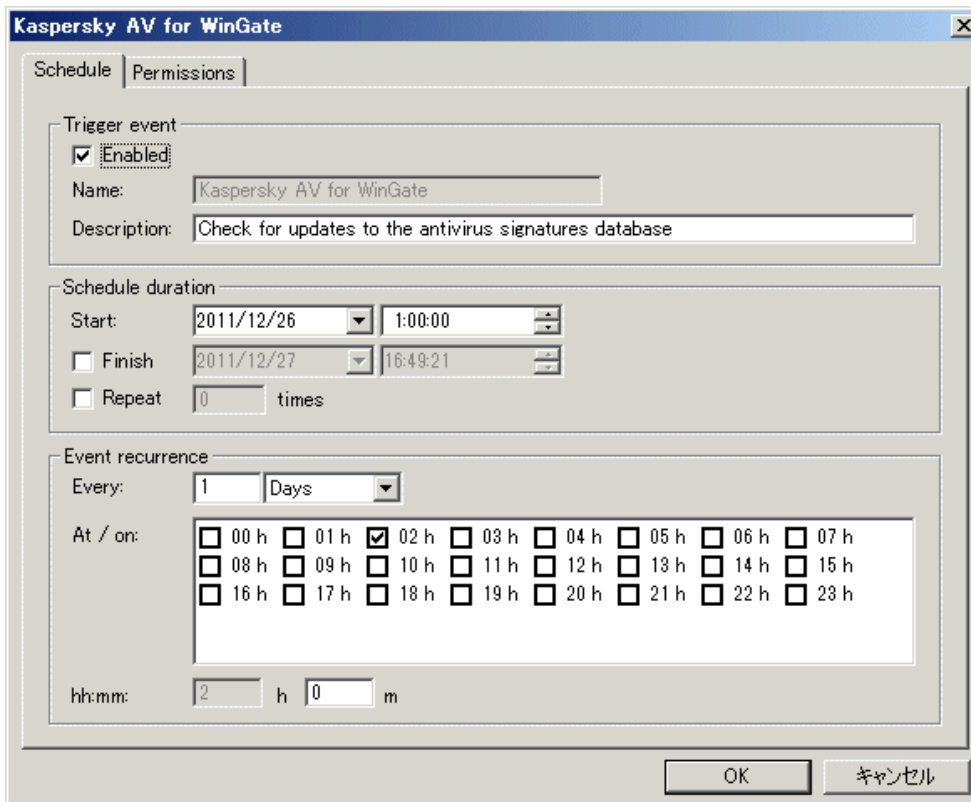 Kaspersky AV for WinGate
Schedule Permissions
Trigger event
Enabled
Name: Kaspersky AV for WinGate
Description: Check for updates to the antivirus signatures database
Schedule duration
Start: 2011/12/26 1:00:00
Finish 2011/12/27 16:49:21
Repeat 0 times
Event recurrence
Every: 1 Days
At / on: 00 h 01 h 02 h 03 h 04 h 05 h 06 h 07 h
08 h 09 h 10 h 11 h 12 h 13 h 14 h 15 h
16 h 17 h 18 h 19 h 20 h 21 h 22 h 23 h
hh:mm: 2 h 0 m
OK キャンセル